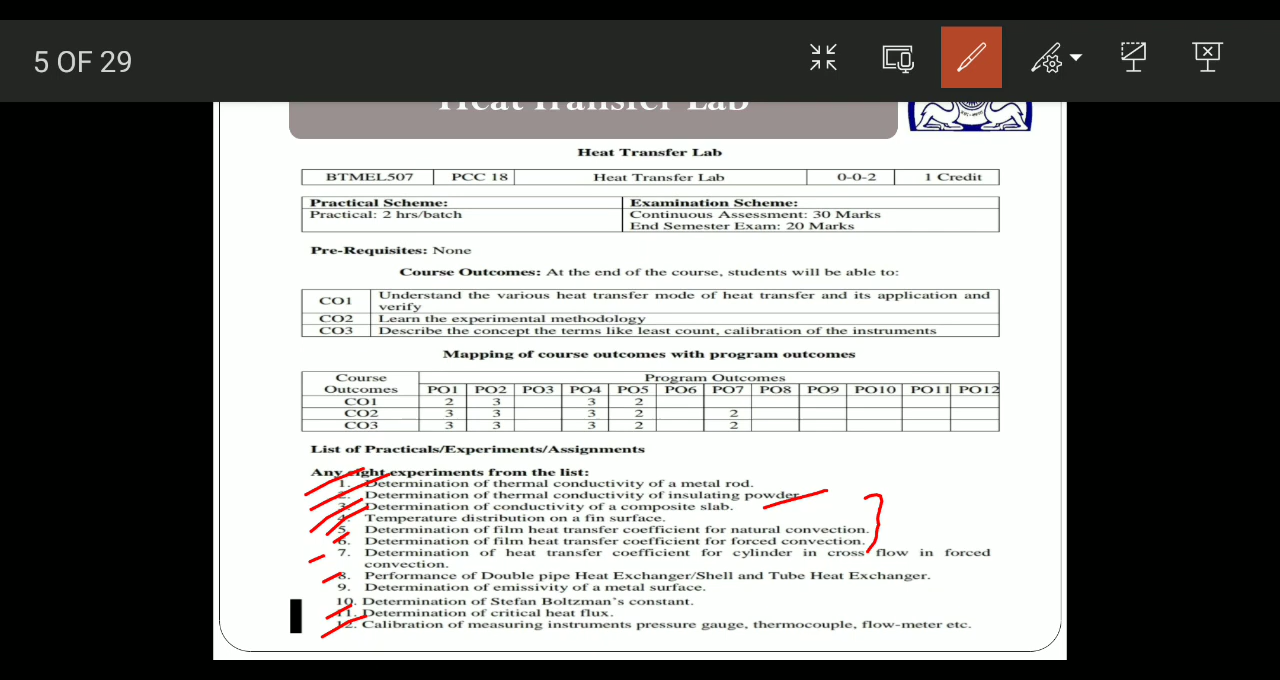 5 OF 29
Heat Transfer Lab
Heat Transfer Lab
BTMEL507 PCC 18 Heat Transfer Lab 0-0-2 1 Credit
Practical Scheme: Examination Scheme:
Practical: 2 hrs/batch Continuous Assessment: 30 Marks
End Semester Exam: 20 Marks
Pre-Requisites: None
Course Outcomes: At the end of the course, students will be able to:
CO1 Understand the various heat transfer mode of heat transfer and its application and
verify
CO2 Learn the experimental methodology
CO3 Describe the concept the terms like least count, calibration of the instruments
Mapping of course outcomes with program outcomes
Course Program Outcomes
Outcomes PO1 PO2 PO3 PO4 PO5 PO6 PO7 PO8 PO9 PO10 PO11 PO12
CO1 2 3 3 2
CO2 3 3 3 2 2
CO3 3 3 3 2 2
List of Practicals/Experiments/Assignments
Any eight experiments from the list:
1. Determination of thermal conductivity of a metal rod.
2. Determination of thermal conductivity of insulating powder.
3. Determination of conductivity of a composite slab.
4. Temperature distribution on a fin surface.
5. Determination of film heat transfer coefficient for natural convection.
6. Determination of film heat transfer coefficient for forced convection.
7. Determination of heat transfer coefficient for cylinder in cross flow in forced
convection.
8. Performance of Double pipe Heat Exchanger/Shell and Tube Heat Exchanger.
9. Determination of emissivity of a metal surface.
10. Determination of Stefan Boltzman's constant.
11. Determination of critical heat flux.
12. Calibration of measuring instruments pressure gauge, thermocouple, flow-meter etc.